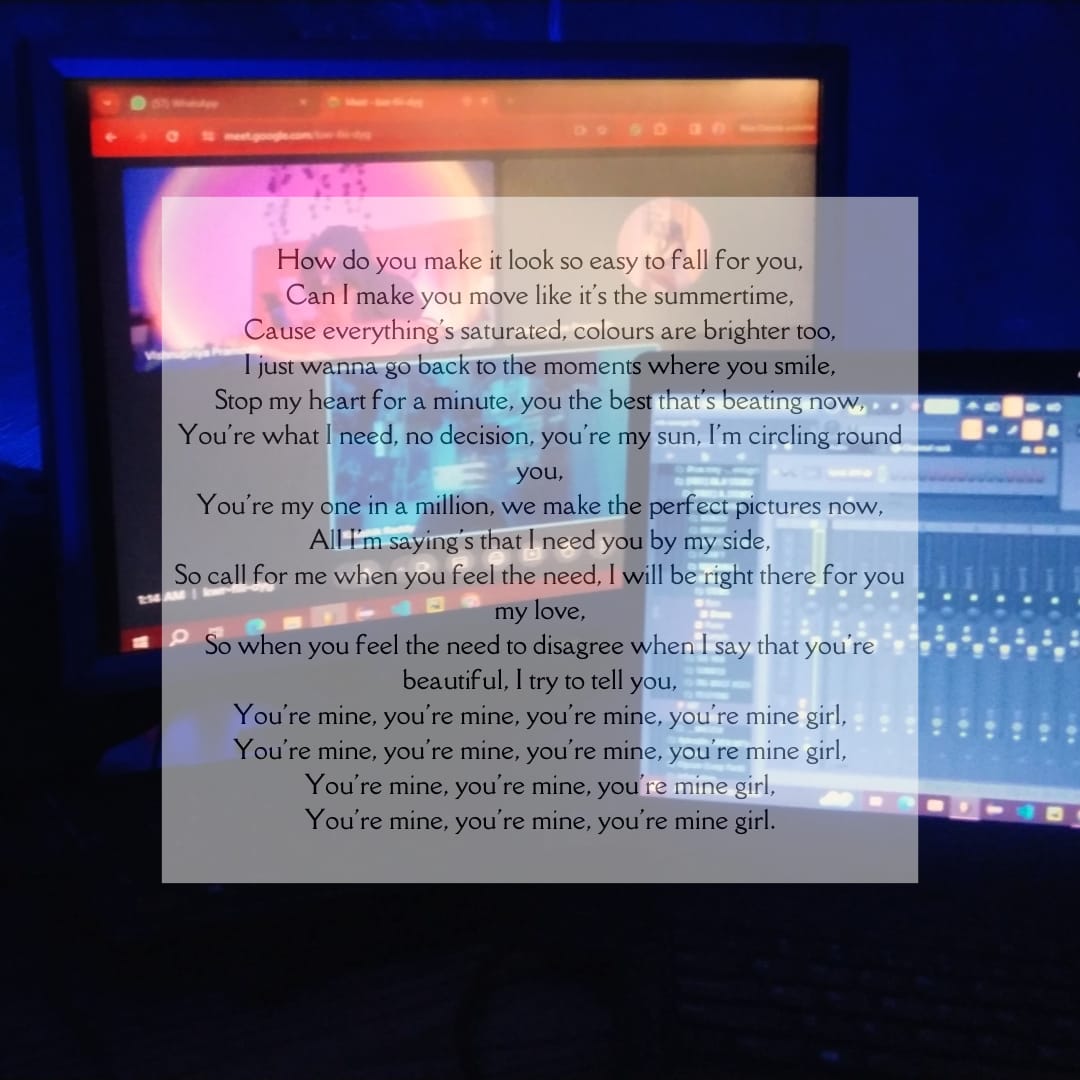 (57) WhatsApp
meet.google.com
How do you make it look so easy to fall for you,
Can I make you move like it's the summertime,
Cause everything's saturated, colours are brighter too,
I just wanna go back to the moments where you smile,
Stop my heart for a minute, you the best that's beating now,
You're what I need, no decision, you're my sun, I'm circling round
you,
You're my one in a million, we make the perfect pictures now,
All I'm saying's that I need you by my side,
So call for me when you feel the need, I will be right there for you
my love,
So when you feel the need to disagree when I say that you're
beautiful, I try to tell you,
You're mine, you're mine, you're mine, you're mine girl,
You're mine, you're mine, you're mine, you're mine girl,
You're mine, you're mine, you're mine girl,
You're mine, you're mine, you're mine girl.
1:14 AM